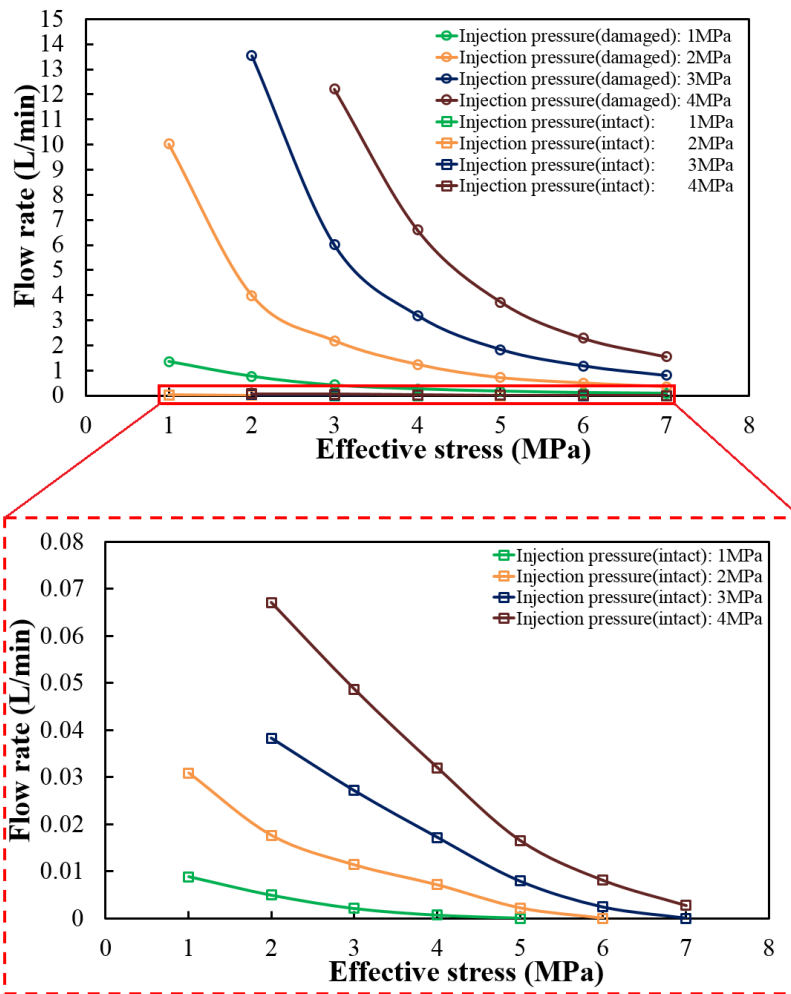 15
14
13
12
11
10
9
8
7
6
5
4
3
2
1
0
Flow rate (L/min)
Injection pressure(damaged): 1MPa
Injection pressure(damaged): 2MPa
Injection pressure(damaged): 3MPa
Injection pressure(damaged): 4MPa
Injection pressure(intact): 1MPa
Injection pressure(intact): 2MPa
Injection pressure(intact): 3MPa
Injection pressure(intact): 4MPa
0 1 2 3 4 5 6 7 8
Effective stress (MPa)
0.08
0.07
0.06
0.05
0.04
0.03
0.02
0.01
0
Flow rate (L/min)
Injection pressure(intact): 1MPa
Injection pressure(intact): 2MPa
Injection pressure(intact): 3MPa
Injection pressure(intact): 4MPa
0 1 2 3 4 5 6 7 8
Effective stress (MPa)